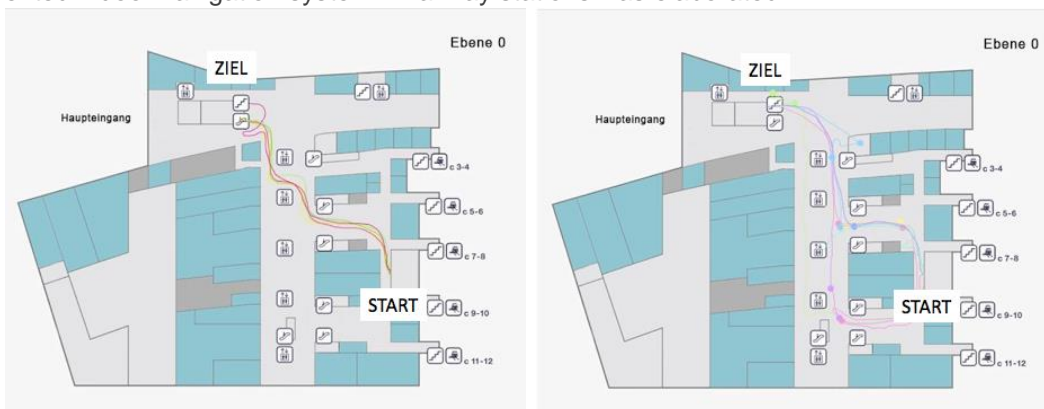 Ebene 0
ZIEL
Haupteingang
c 3-4
c 5-6
c 7-8
START
c 9-10
c 11-12
Ebene 0
ZIEL
Haupteingang
c 3-4
c 5-6
c 7-8
START
c 9-10
c 11-12